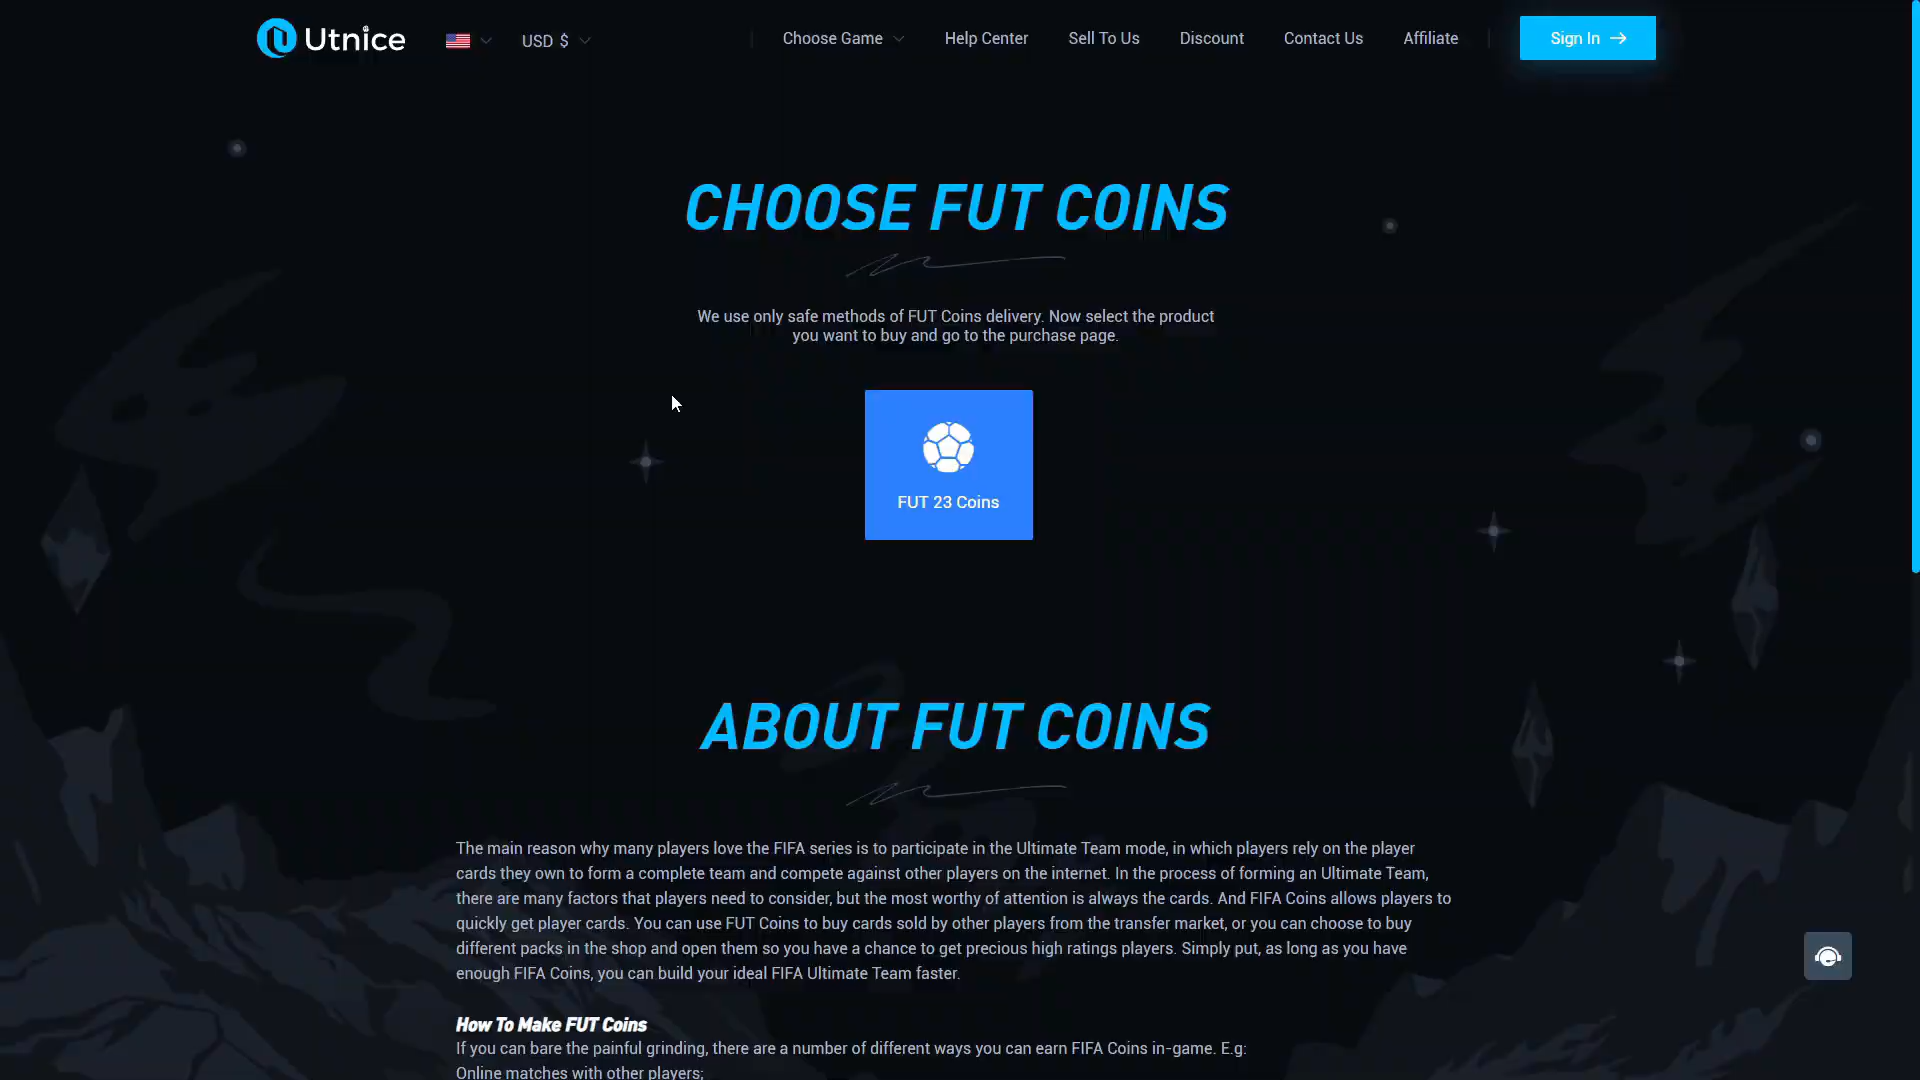 Utnice
USD $
Choose Game
Help Center
Sell To Us
Discount
Contact Us
Affiliate
Sign In
CHOOSE FUT COINS
We use only safe methods of FUT Coins delivery. Now select the product
you want to buy and go to the purchase page.
FUT 23 Coins
ABOUT FUT COINS
The main reason why many players love the FIFA series is to participate in the Ultimate Team mode, in which players rely on the player
cards they own to form a complete team and compete against other players on the internet. In the process of forming an Ultimate Team,
there are many factors that players need to consider, but the most worthy of attention is always the cards. And FIFA Coins allows players to
quickly get player cards. You can use FUT Coins to buy cards sold by other players from the transfer market, or you can choose to buy
different packs in the shop and open them so you have a chance to get precious high ratings players. Simply put, as long as you have
enough FIFA Coins, you can build your ideal FIFA Ultimate Team faster.
How To Make FUT Coins
If you can bare the painful grinding, there are a number of different ways you can earn FIFA Coins in-game. E.g:
Online matches with other players;